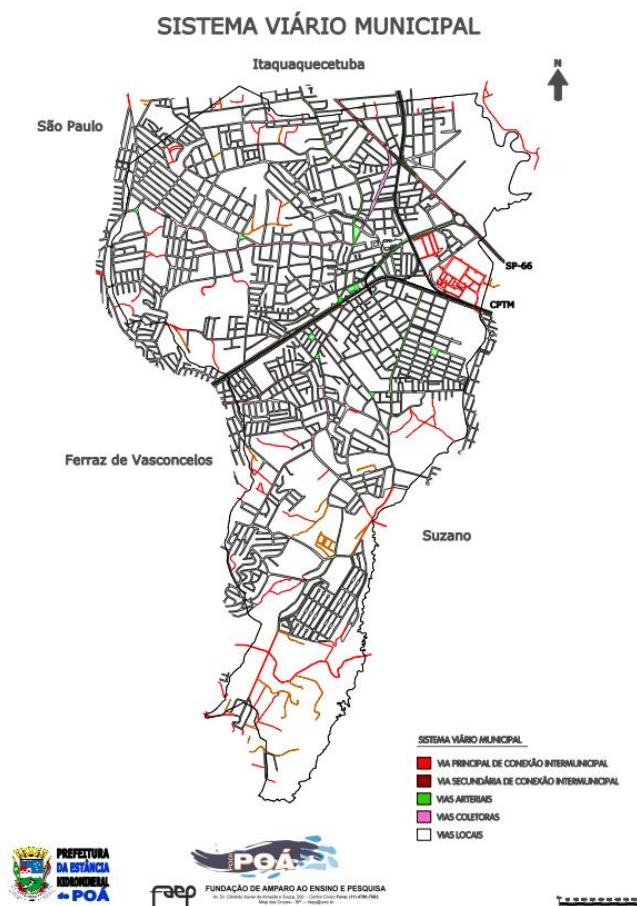 SISTEMA VIÁRIO MUNICIPAL
Itaquaquecetuba
N
São Paulo
SP-66
CPTM
Ferraz de Vasconcelos
Suzano
SISTEMA VIÁRIO MUNICIPAL
VIA PRINCIPAL DE CONEXÃO INTERMUNICIPAL
VIA SECUNDÁRIA DE CONEXÃO INTERMUNICIPAL
VIAS ARTERIAIS
VIAS COLETORAS
VIAS LOCAIS
PREFEITURA
DA ESTÂNCIA
HIDROMINERAL
de POÁ
POÁ
faep
FUNDAÇÃO DE AMPARO AO ENSINO E PESQUISA